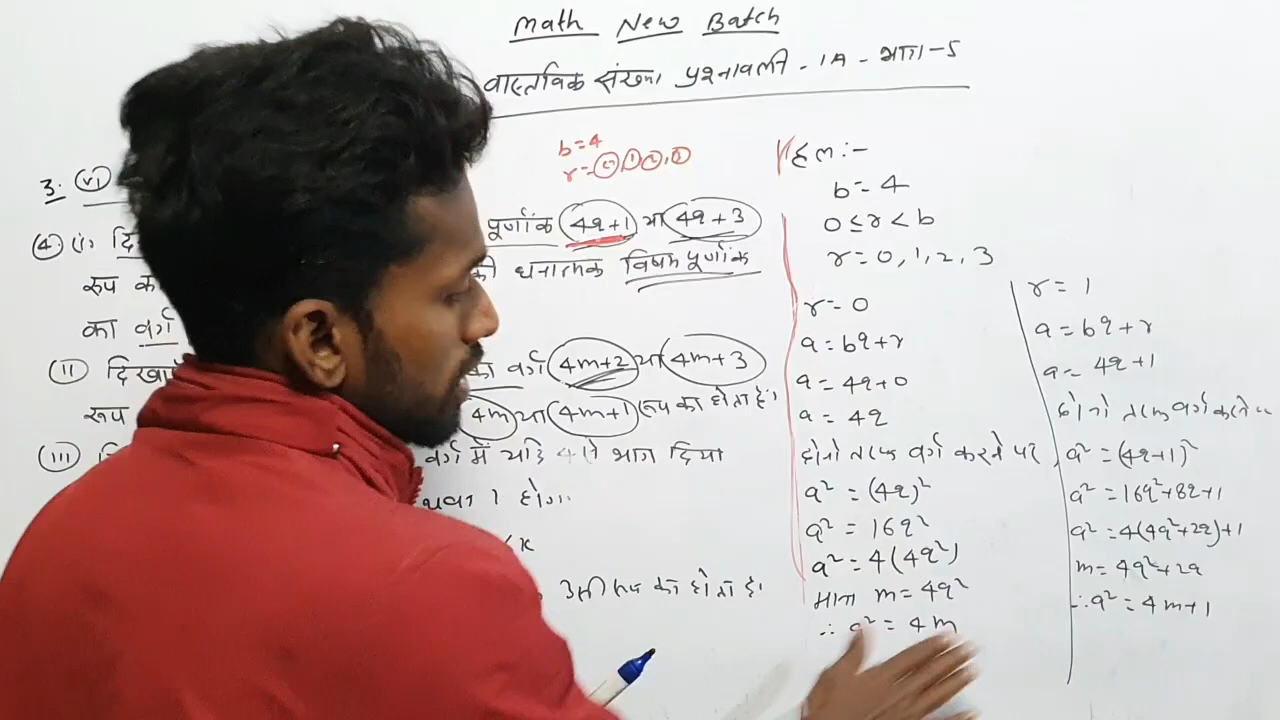 Math New Batch
वास्तविक संख्या प्रश्नावली - 1A - भाग-5
b=4
r=0,1,2,3
3. (vi)
(4) (i) दि पूर्णांक 4q+1 या 4q+3
रूप क की धनात्मक विषम पूर्णांक
का वर्ग
(ii) दिखा का वर्ग 4m+2 या 4m+3
रूप 4m या 4m+1 रूप का होता है।
(iii) वर्ग में यदि 4 से भाग दिया
थवा 1 होगा
उसी रूप का होता है।
हल:-
b=4
0≤r<b
r=0,1,2,3
r=0
a=bq+r
a=4q+0
a=4q
दोनो तरफ वर्ग करने पर,
a²=(4q)²
a²=16q²
a²=4(4q²)
माना m=4q²
∴ a²=4m
r=1
a=bq+r
a=4q+1
दोनो तरफ वर्ग करने पर
a²=(4q+1)²
a²=16q²+8q+1
a²=4(4q²+2q)+1
m=4q²+2q
∴a²=4m+1